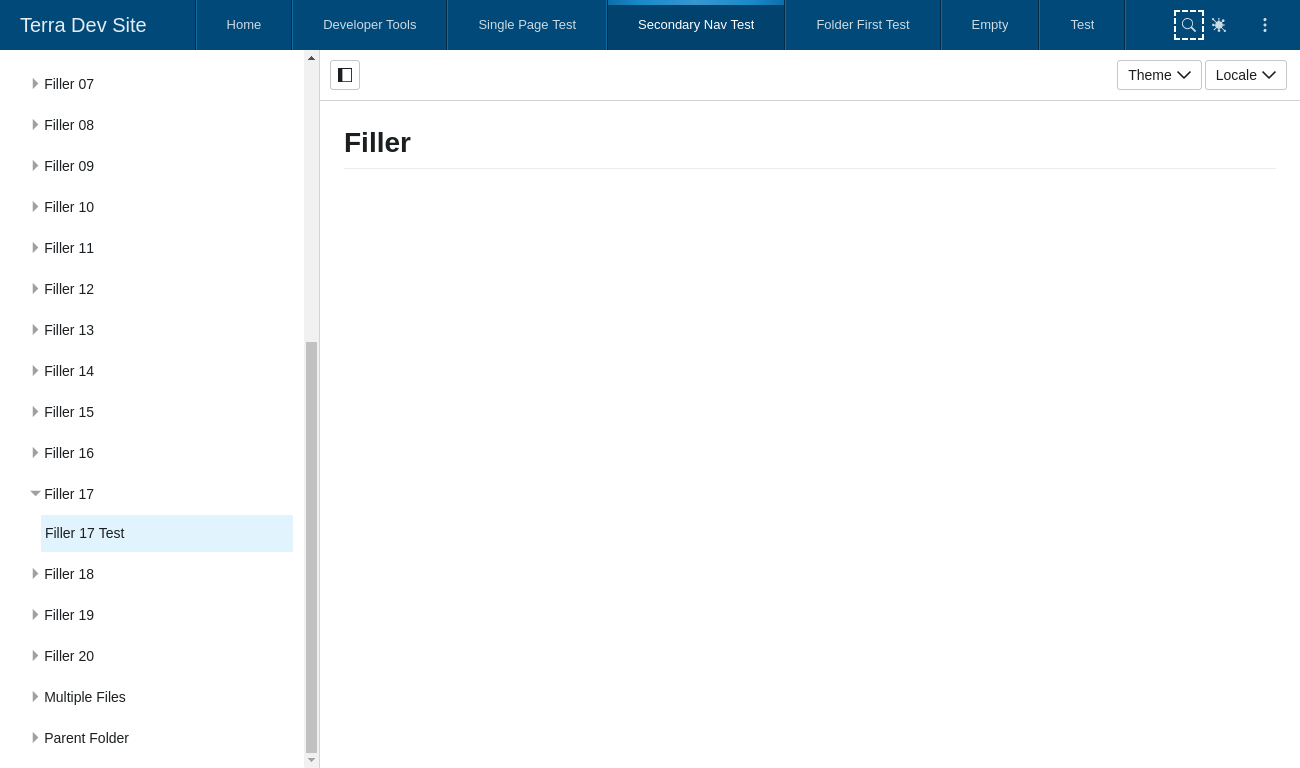 Terra Dev Site
Home
Developer Tools
Single Page Test
Secondary Nav Test
Folder First Test
Empty
Test
Filler 07
Filler 08
Filler 09
Filler 10
Filler 11
Filler 12
Filler 13
Filler 14
Filler 15
Filler 16
Filler 17
Filler 17 Test
Filler 18
Filler 19
Filler 20
Multiple Files
Parent Folder
Theme
Locale
Filler